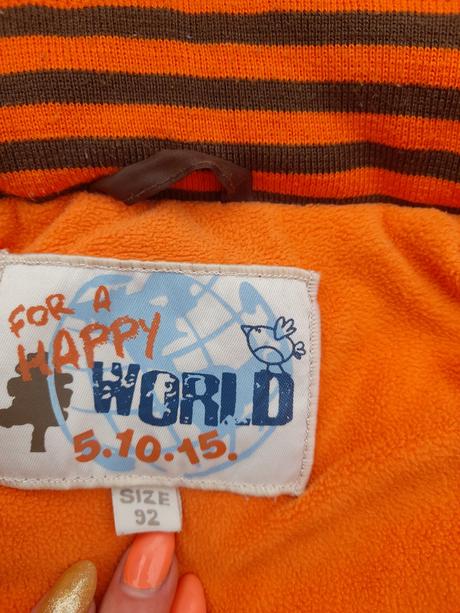 FOR A
HAPPY
WORLD
5.10.15.
SIZE
92